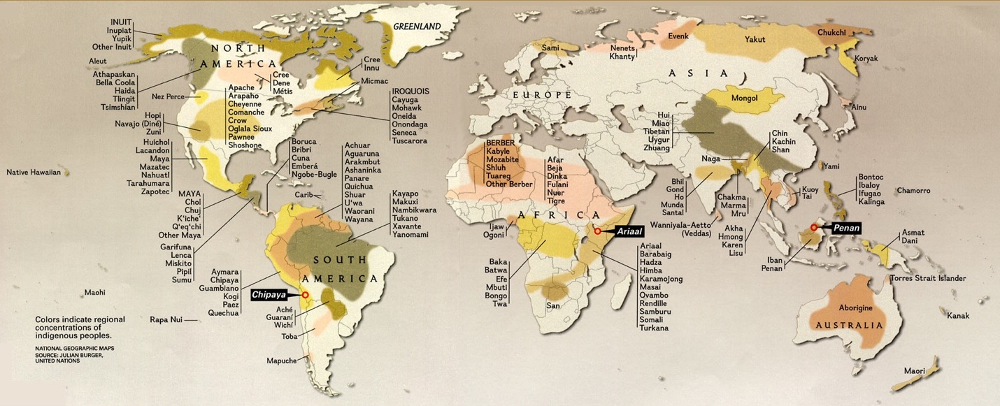 INUIT
Inupiat
Yupik
Other Inuit
Aleut
Athapaskan
Bella Coola
Haida
Tlingit
Tsimshian
Nez Perce
Hopi
Navajo (Diné)
Zuni
Huichol
Lacandon
Maya
Mazatec
Nahuatl
Tarahumara
Zapotec
Native Hawaiian
MAYA
Chol
Chuj
K'iche'
Q'eq'chi
Other Maya
Garifuna
Lenca
Miskito
Pipil
Sumu
NORTH
AMERICA
GREENLAND
Cree
Dene
Métis
Cree
Innu
Micmac
Apache
Arapaho
Cheyenne
Comanche
Crow
Oglala Sioux
Pawnee
Shoshone
IROQUOIS
Cayuga
Mohawk
Oneida
Onondaga
Seneca
Tuscarora
Boruca
Bribri
Cuna
Emberá
Ngobe-Bugle
Carib
Achuar
Aguaruna
Arakmbut
Ashaninka
Panare
Quichua
Shuar
U'wa
Waorani
Wayana
Kayapo
Makuxi
Nambikwara
Tukano
Xavante
Yanomami
SOUTH
AMERICA
Aymara
Chipaya
Guambiano
Kogi
Paez
Quechua
Chipaya
Aché
Guaraní
Wichí
Toba
Mapuche
Maohi
Rapa Nui
Colors indicate regional
concentrations of
indigenous peoples.
NATIONAL GEOGRAPHIC MAPS
SOURCE: JULIAN BURGER,
UNITED NATIONS
EUROPE
Sami
Nenets
Khanty
Evenk
Yakut
Chukchi
Koryak
ASIA
Mongol
Ainu
Hui
Miao
Tibetan
Uygur
Zhuang
Chin
Kachin
Shan
Naga
Yami
Bhil
Gond
Ho
Munda
Santal
Chakma
Marma
Mru
Wanniyala-Aetto
(Veddas)
Akha
Hmong
Karen
Lisu
Kuoy
Tai
Bontoc
Ibaloy
Ifugao
Kalinga
Chamorro
Penan
Iban
Penan
Asmat
Dani
Torres Strait Islander
BERBER
Kabyle
Mozabite
Shluh
Tuareg
Other Berber
Afar
Beja
Dinka
Fulani
Nuer
Tigre
AFRICA
Ijaw
Ogoni
Ariaal
Baka
Batwa
Efe
Mbuti
Bongo
Twa
San
Ariaal
Barabaig
Hadza
Himba
Karamojong
Masai
Ovambo
Rendille
Samburu
Somali
Turkana
Aborigine
AUSTRALIA
Kanak
Maori